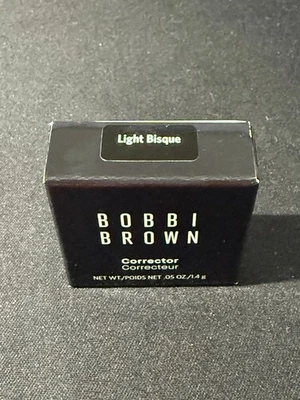 Light Bisque
BOBBI
BROWN
Corrector
Correcteur
NET WT./POIDS NET .05 OZ./1.4 g